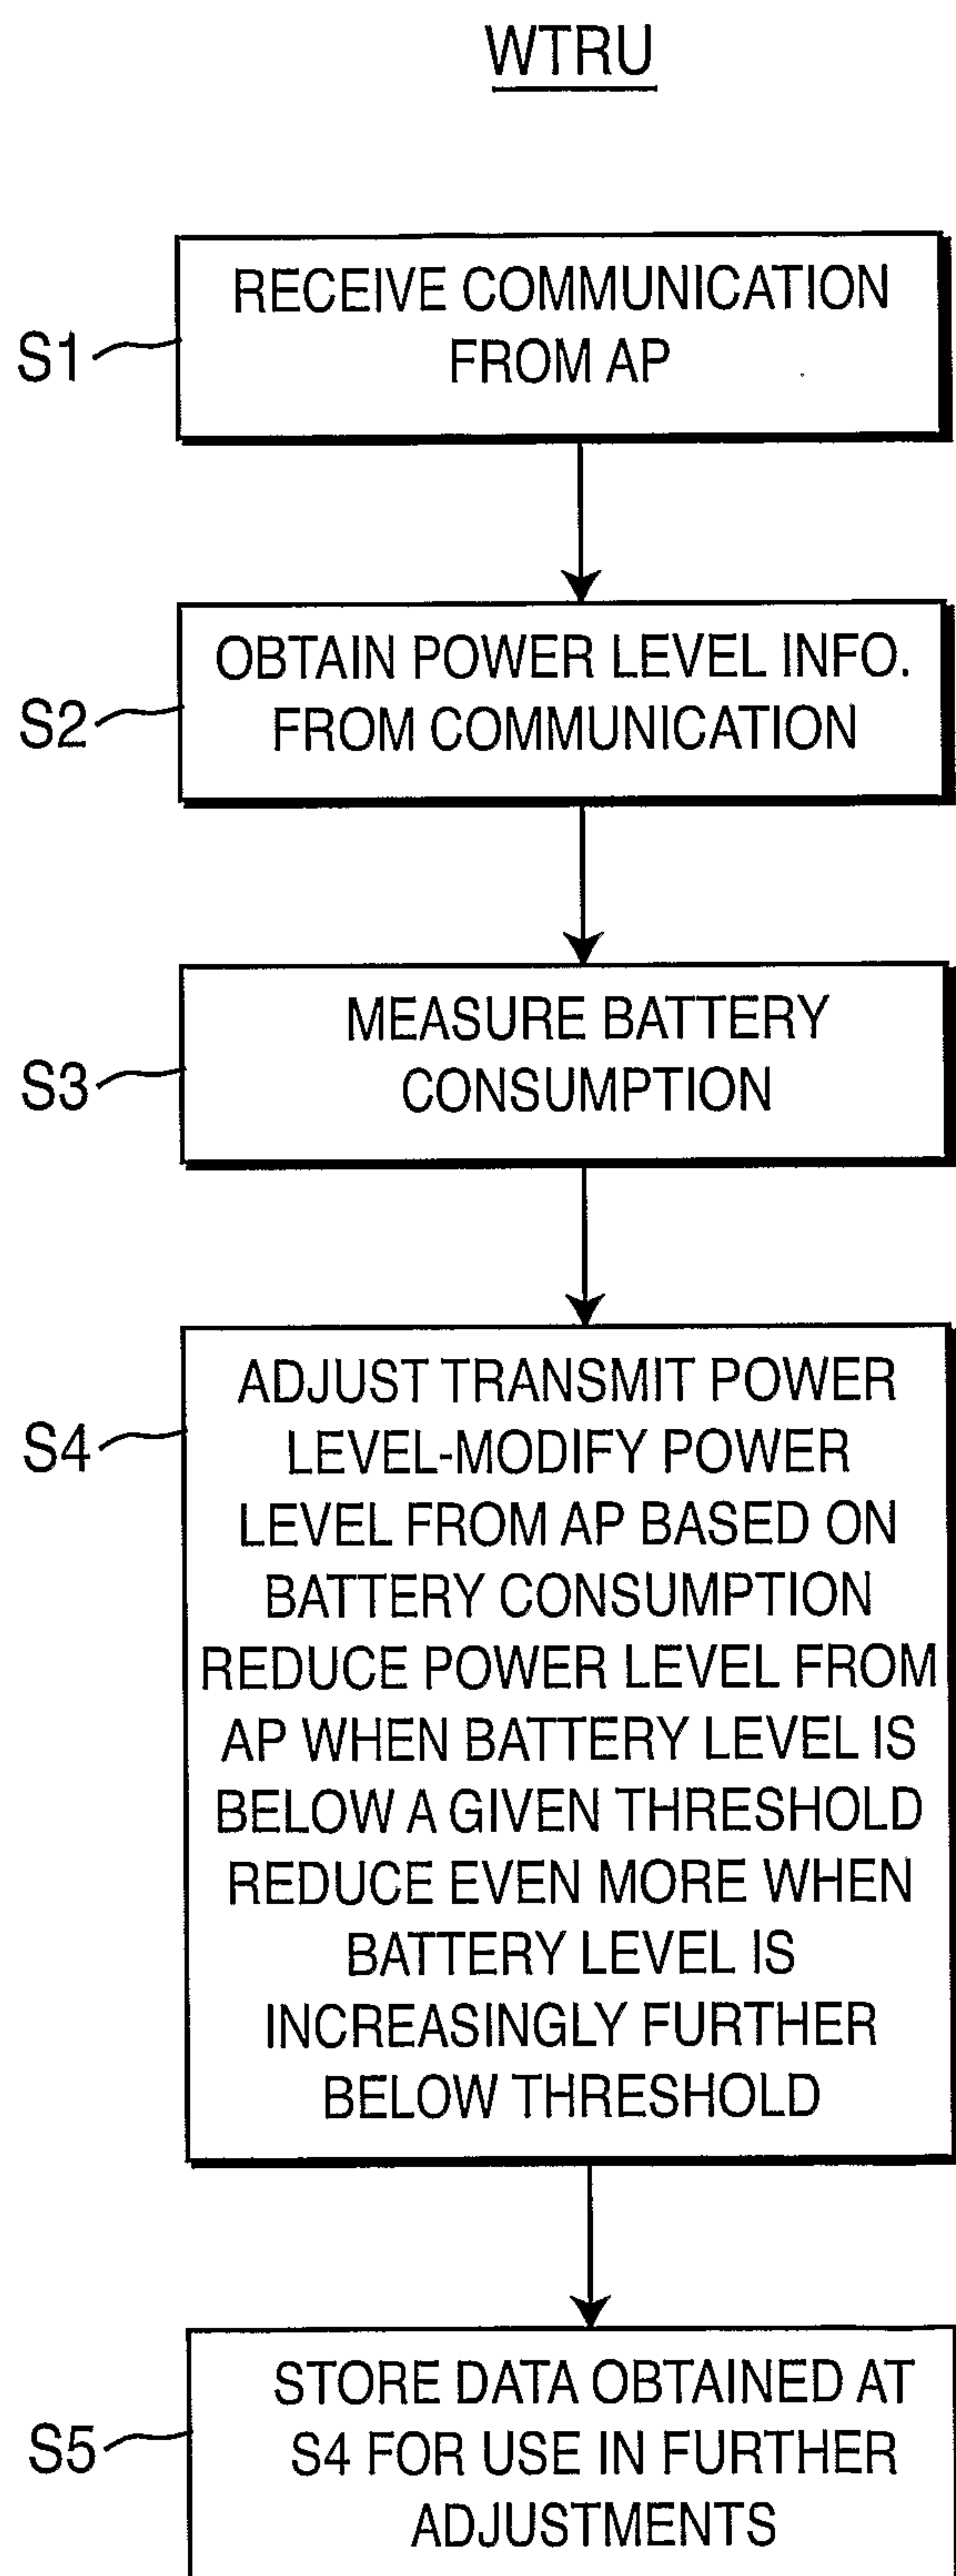 WTRU
S1
RECEIVE COMMUNICATION
FROM AP
S2
OBTAIN POWER LEVEL INFO.
FROM COMMUNICATION
S3
MEASURE BATTERY
CONSUMPTION
S4
ADJUST TRANSMIT POWER
LEVEL-MODIFY POWER
LEVEL FROM AP BASED ON
BATTERY CONSUMPTION
REDUCE POWER LEVEL FROM
AP WHEN BATTERY LEVEL IS
BELOW A GIVEN THRESHOLD
REDUCE EVEN MORE WHEN
BATTERY LEVEL IS
INCREASINGLY FURTHER
BELOW THRESHOLD
S5
STORE DATA OBTAINED AT
S4 FOR USE IN FURTHER
ADJUSTMENTS